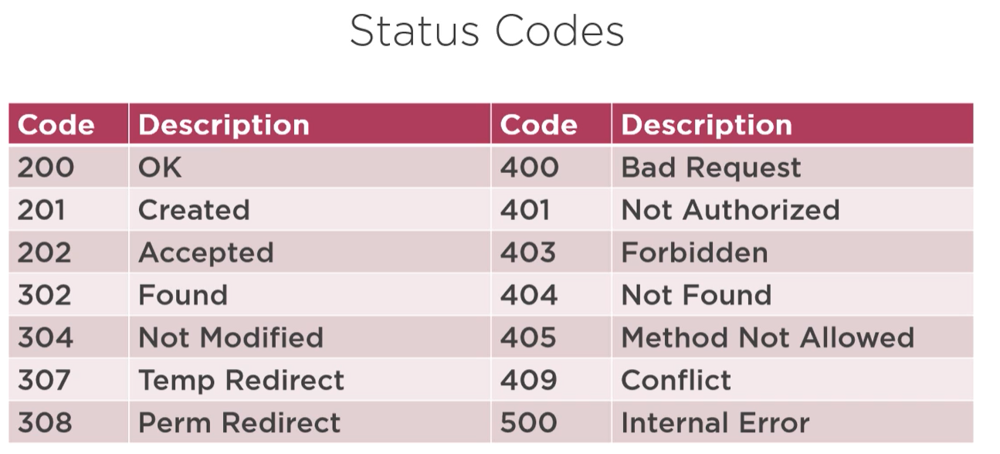 Status Codes
Code Description Code Description
200 OK 400 Bad Request
201 Created 401 Not Authorized
202 Accepted 403 Forbidden
302 Found 404 Not Found
304 Not Modified 405 Method Not Allowed
307 Temp Redirect 409 Conflict
308 Perm Redirect 500 Internal Error